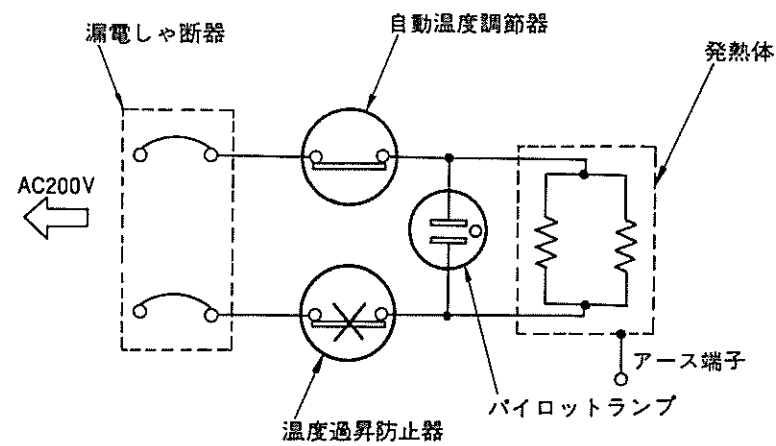 自動温度調節器
漏電しゃ断器
発熱体
AC200V
アース端子
パイロットランプ
温度過昇防止器